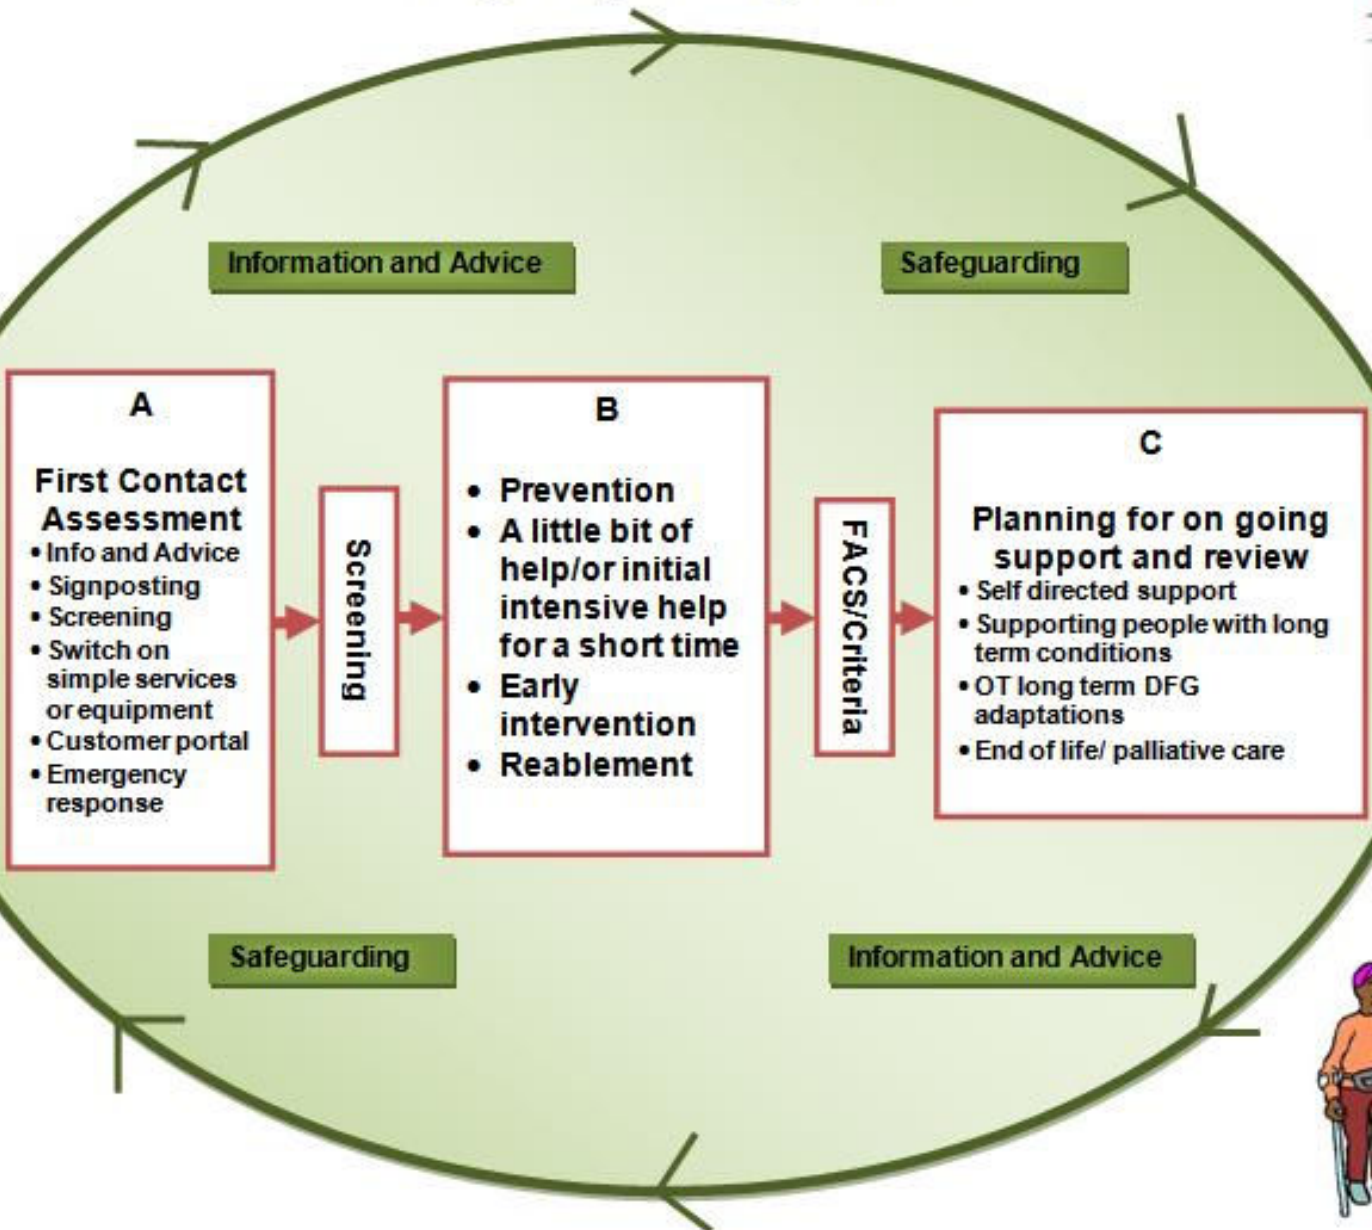 Information and Advice
Safeguarding
A
First Contact
Assessment
• Info and Advice
• Signposting
• Screening
• Switch on
simple services
or equipment
• Customer portal
• Emergency
response
Screening
B
• Prevention
• A little bit of
help/or initial
intensive help
for a short time
• Early
intervention
• Reablement
FACS/Criteria
C
Planning for on going
support and review
• Self directed support
• Supporting people with long
term conditions
• OT long term DFG
adaptations
• End of life/ palliative care
Safeguarding
Information and Advice